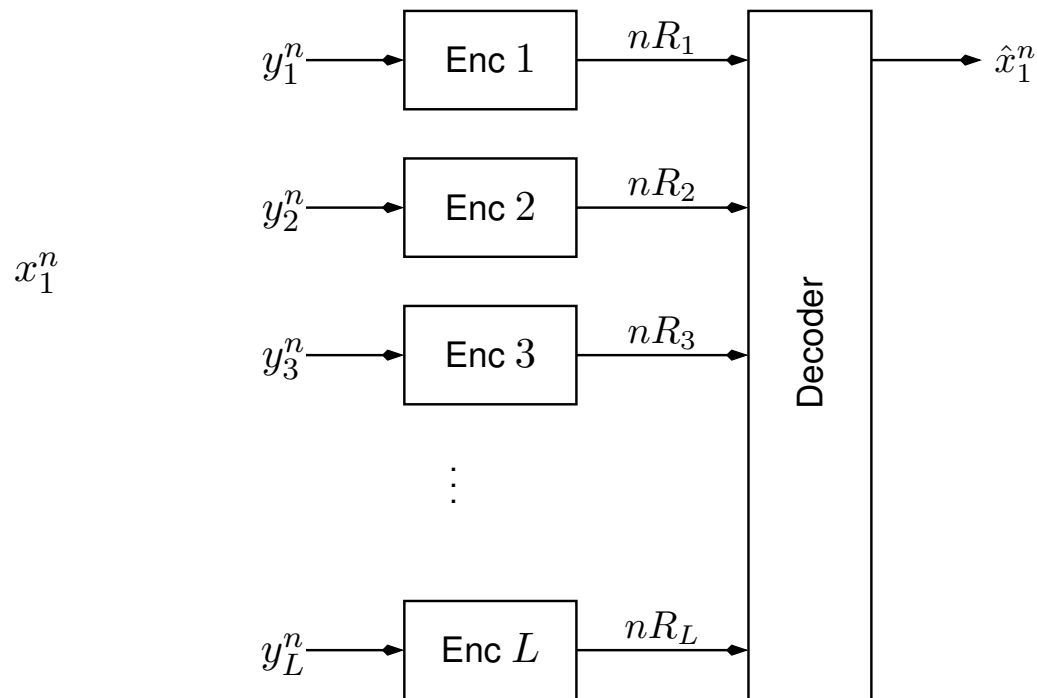 y_1^n Enc 1 nR_1 x̂_1^n
y_2^n Enc 2 nR_2
x_1^n
y_3^n Enc 3 nR_3
Decoder
⋮
y_L^n Enc L nR_L